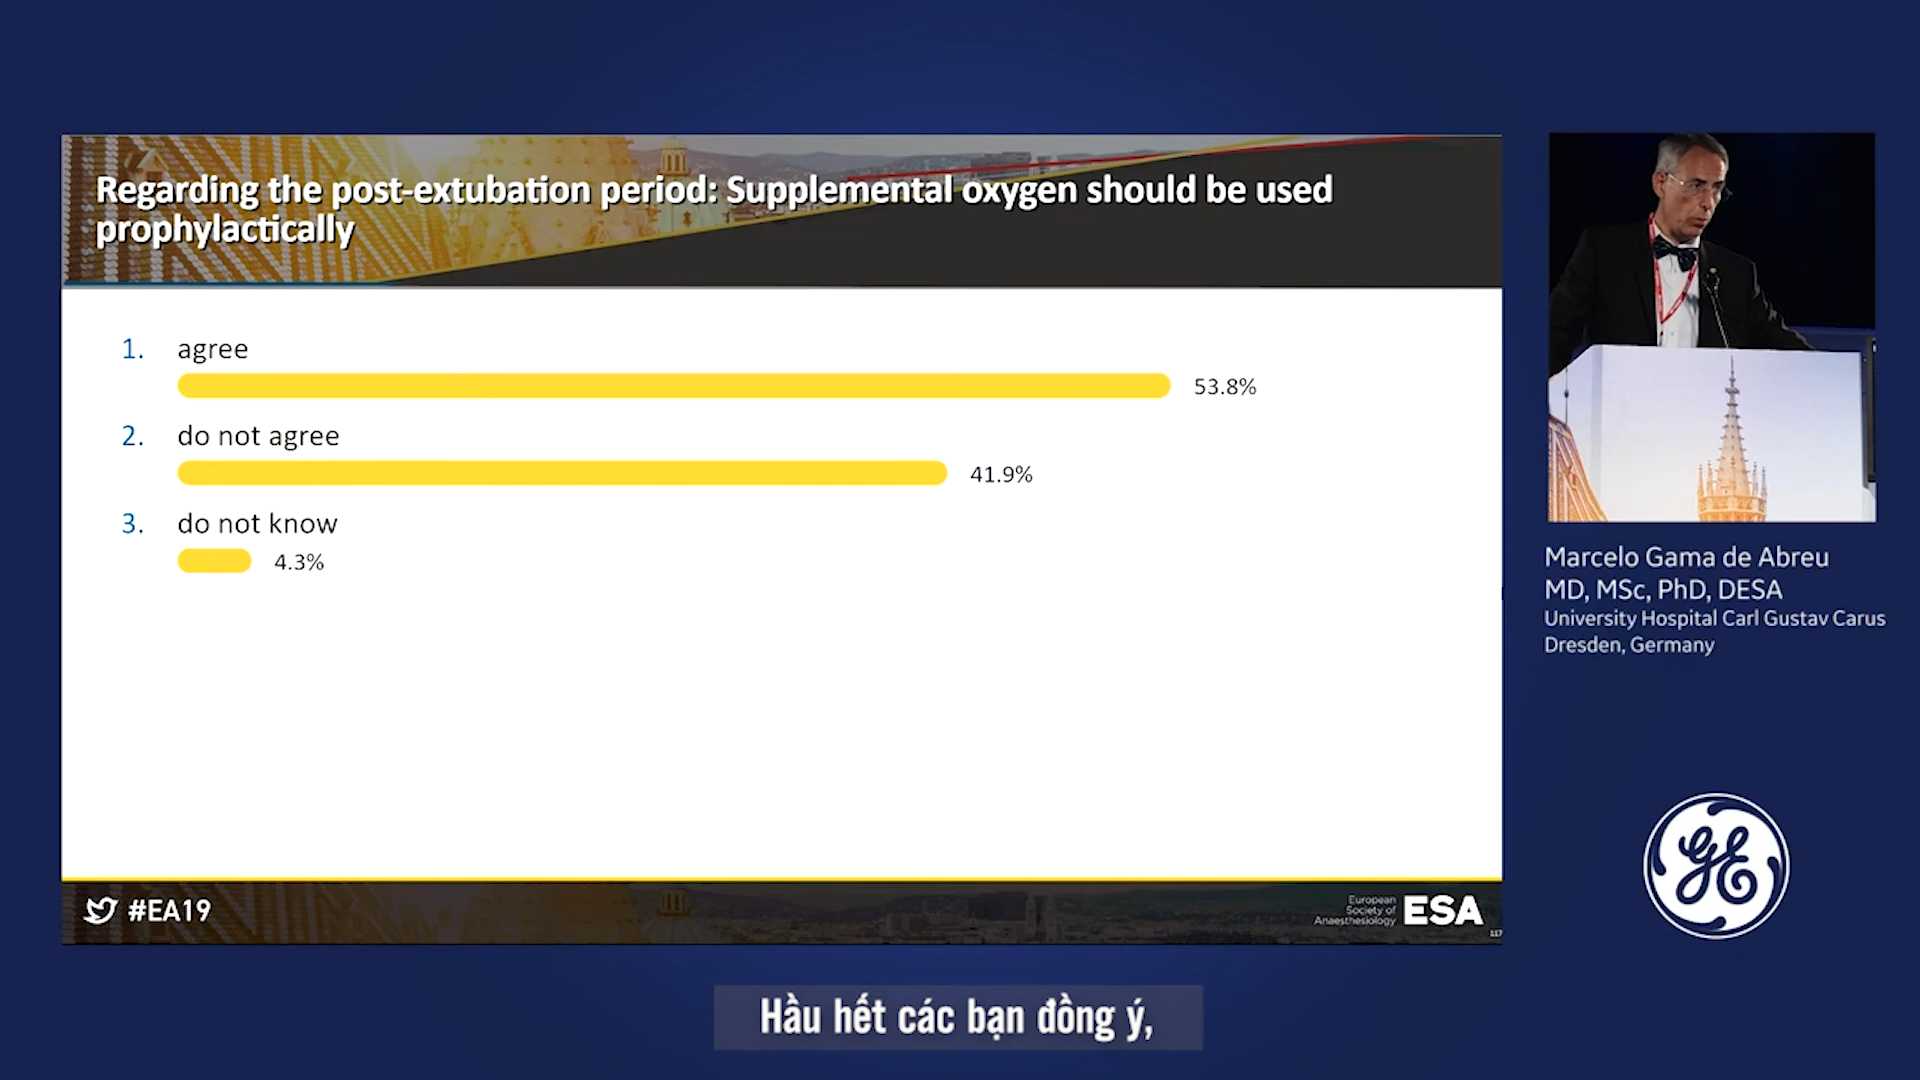 Regarding the post-extubation period: Supplemental oxygen should be used
prophylactically
1. agree
53.8%
2. do not agree
41.9%
3. do not know
4.3%
#EA19
European
Society of
Anaesthesiology
ESA
117
Marcelo Gama de Abreu
MD, MSc, PhD, DESA
University Hospital Carl Gustav Carus
Dresden, Germany
GE
Hầu hết các bạn đồng ý,